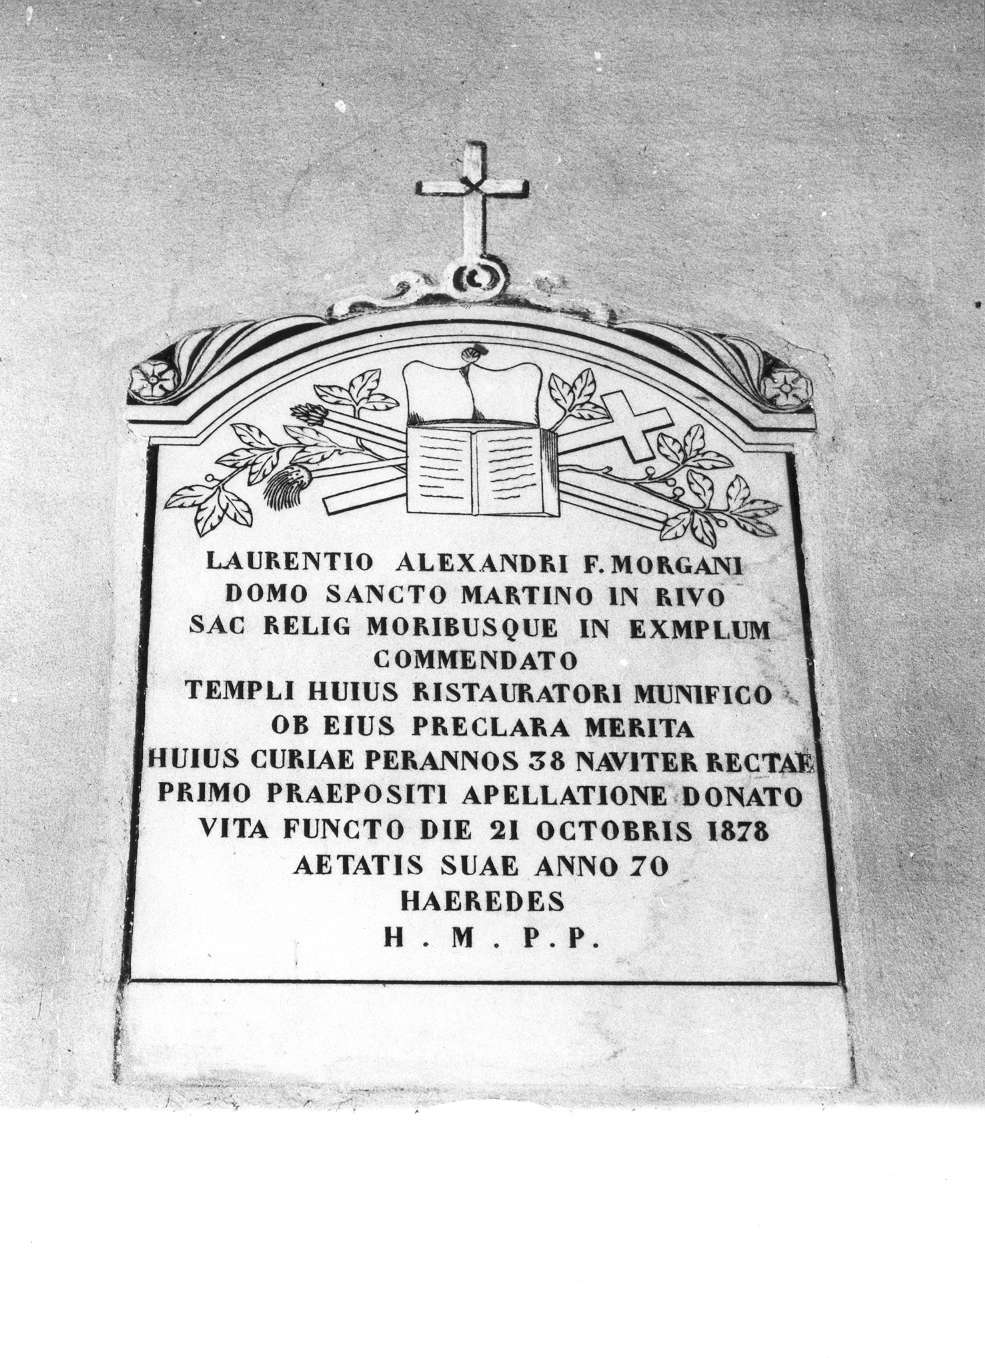 LAURENTIO ALEXANDRI F. MORGANI
DOMO SANCTO MARTINO IN RIVO
SAC RELIG MORIBUSQUE IN EXMPLUM
COMMENDATO
TEMPLI HUIUS RISTAURATORI MUNIFICO
OB EIUS PRECLARA MERITA
HUIUS CURIAE PERANNOS 38 NAVITER RECTAE
PRIMO PRAEPOSITI APELLATIONE DONATO
VITA FUNCTO DIE 21 OCTOBRIS 1878
AETATIS SUAE ANNO 70
HAEREDES
H . M . P . P .